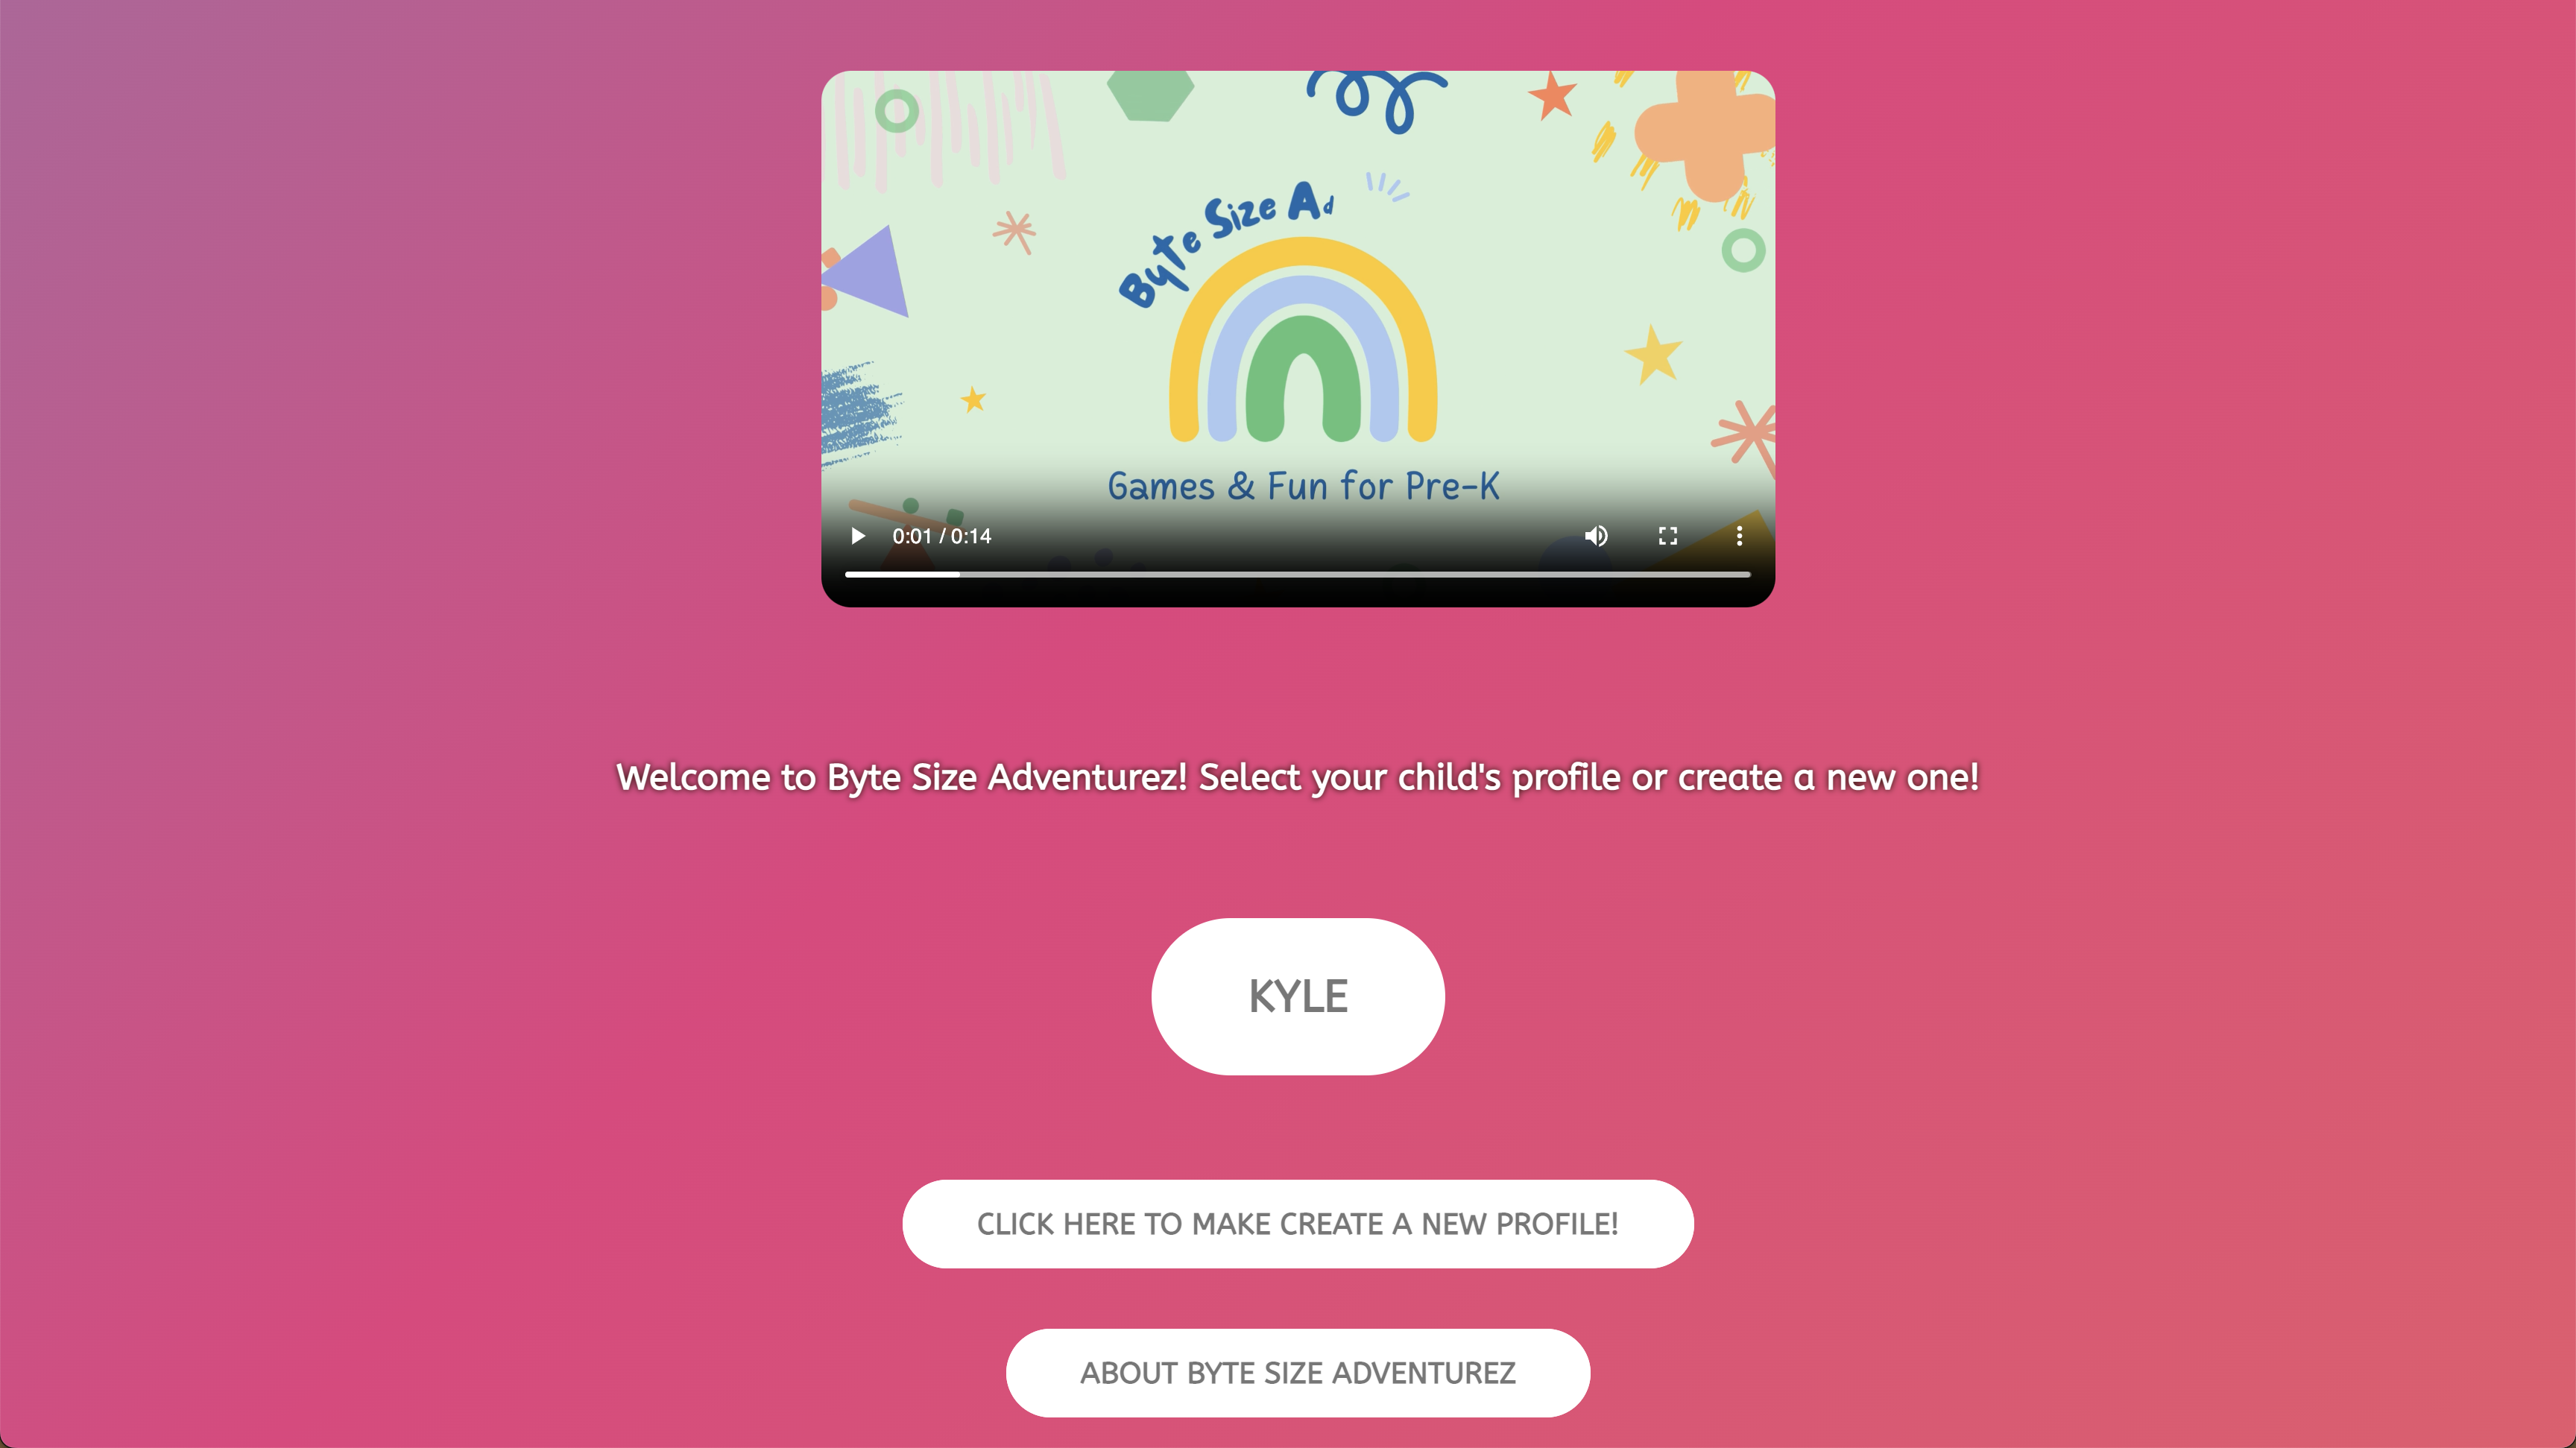 Byte Size Ad
Games & Fun for Pre-K
0:01 / 0:14
Welcome to Byte Size Adventurez! Select your child's profile or create a new one!
KYLE
CLICK HERE TO MAKE CREATE A NEW PROFILE!
ABOUT BYTE SIZE ADVENTUREZ